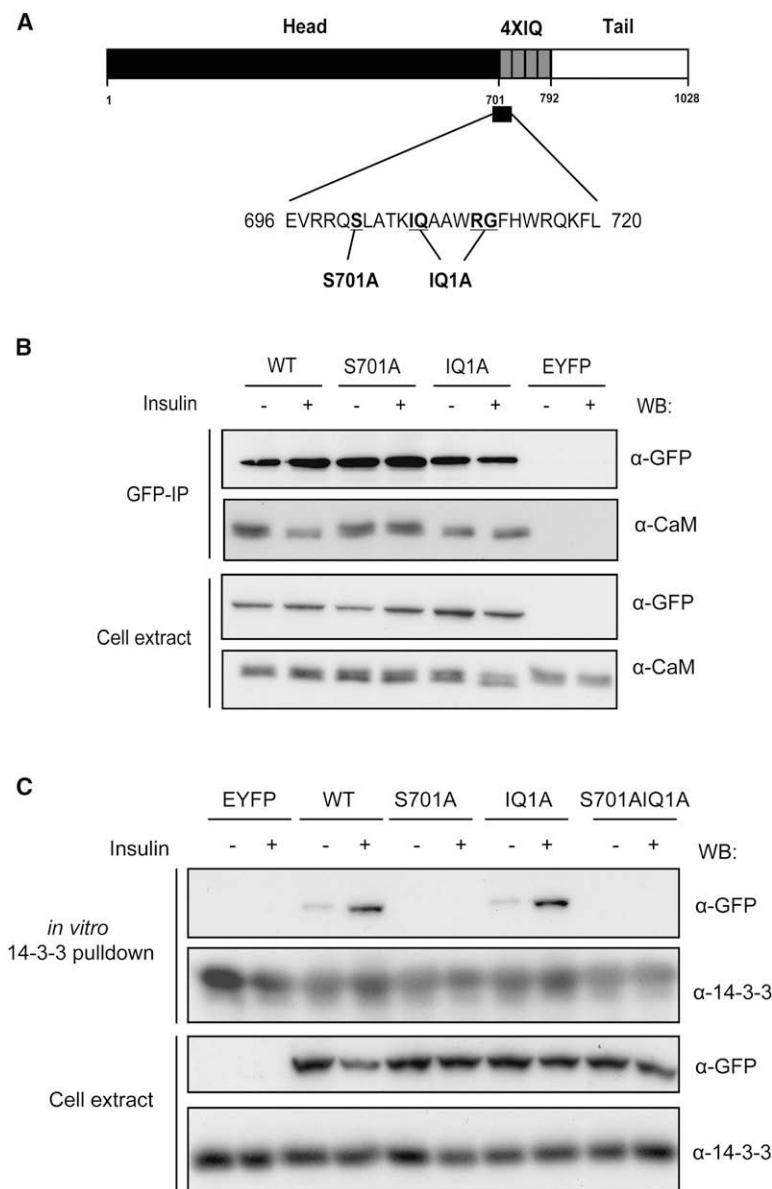 A
Head 4XIQ Tail
1 701 792 1028
696 EVRRQSLATKIQAAWRGFHWRQKFL 720
S701A IQ1A
B
WT S701A IQ1A EYFP
Insulin - + - + - + - + WB:
GFP-IP
α-GFP
α-CaM
Cell extract
α-GFP
α-CaM
C
EYFP WT S701A IQ1A S701AIQ1A
Insulin - + - + - + - + - + WB:
in vitro
14-3-3 pulldown
α-GFP
α-14-3-3
Cell extract
α-GFP
α-14-3-3